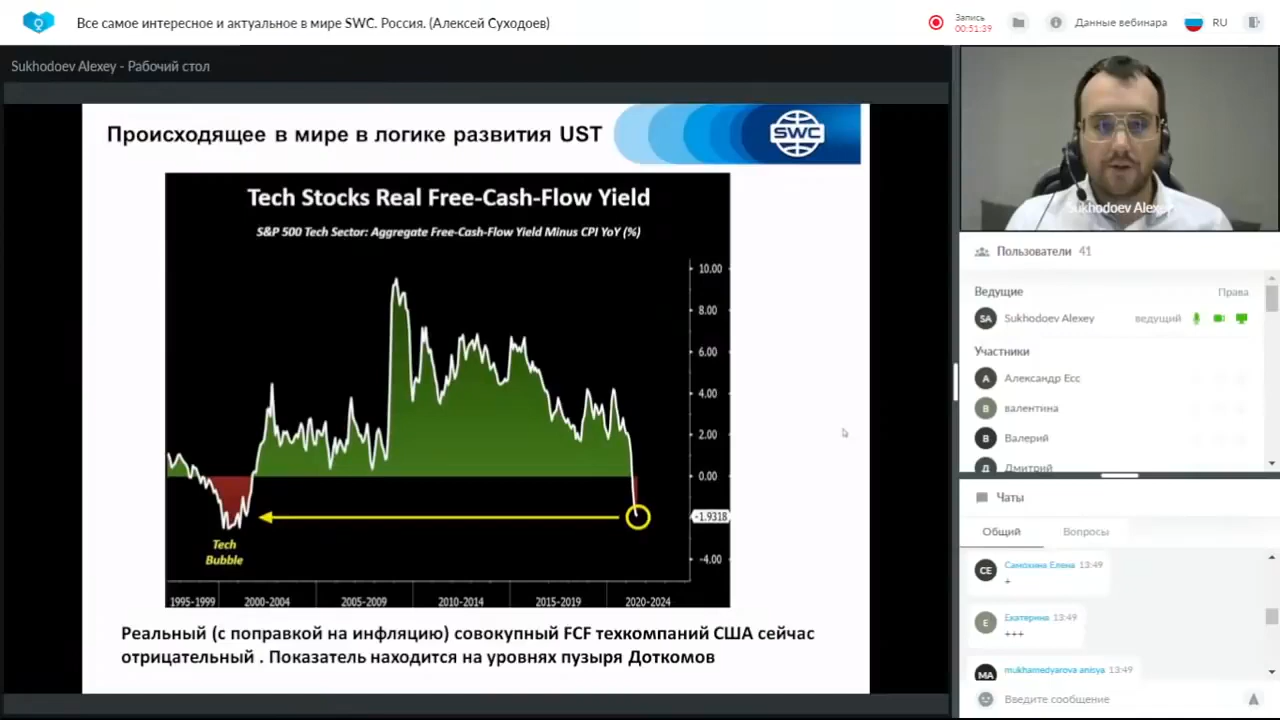 Все самое интересное и актуальное в мире SWC. Россия. (Алексей Суходоев)
Запись
00:51:39
Данные вебинара
RU
Sukhodoev Alexey - Рабочий стол
Происходящее в мире в логике развития UST
SWC
Tech Stocks Real Free-Cash-Flow Yield
S&P 500 Tech Sector: Aggregate Free-Cash-Flow Yield Minus CPI YoY (%)
10.00
8.00
6.00
4.00
2.00
0.00
-1.9318
-4.00
Tech
Bubble
1995-1999
2000-2004
2005-2009
2010-2014
2015-2019
2020-2024
Реальный (с поправкой на инфляцию) совокупный FCF техкомпаний США сейчас
отрицательный . Показатель находится на уровнях пузыря Доткомов
Sukhodoev Alexey
Пользователи 41
Ведущие
Права
SA Sukhodoev Alexey ведущий
Участники
А Александр Есс
В валентина
В Валерий
Д Дмитрий
Чаты
Общий
Вопросы
СЕ Самохина Елена 13:49
+
Е Екатерина 13:49
+++
MA mukhamedyarova anisya 13:49
Введите сообщение